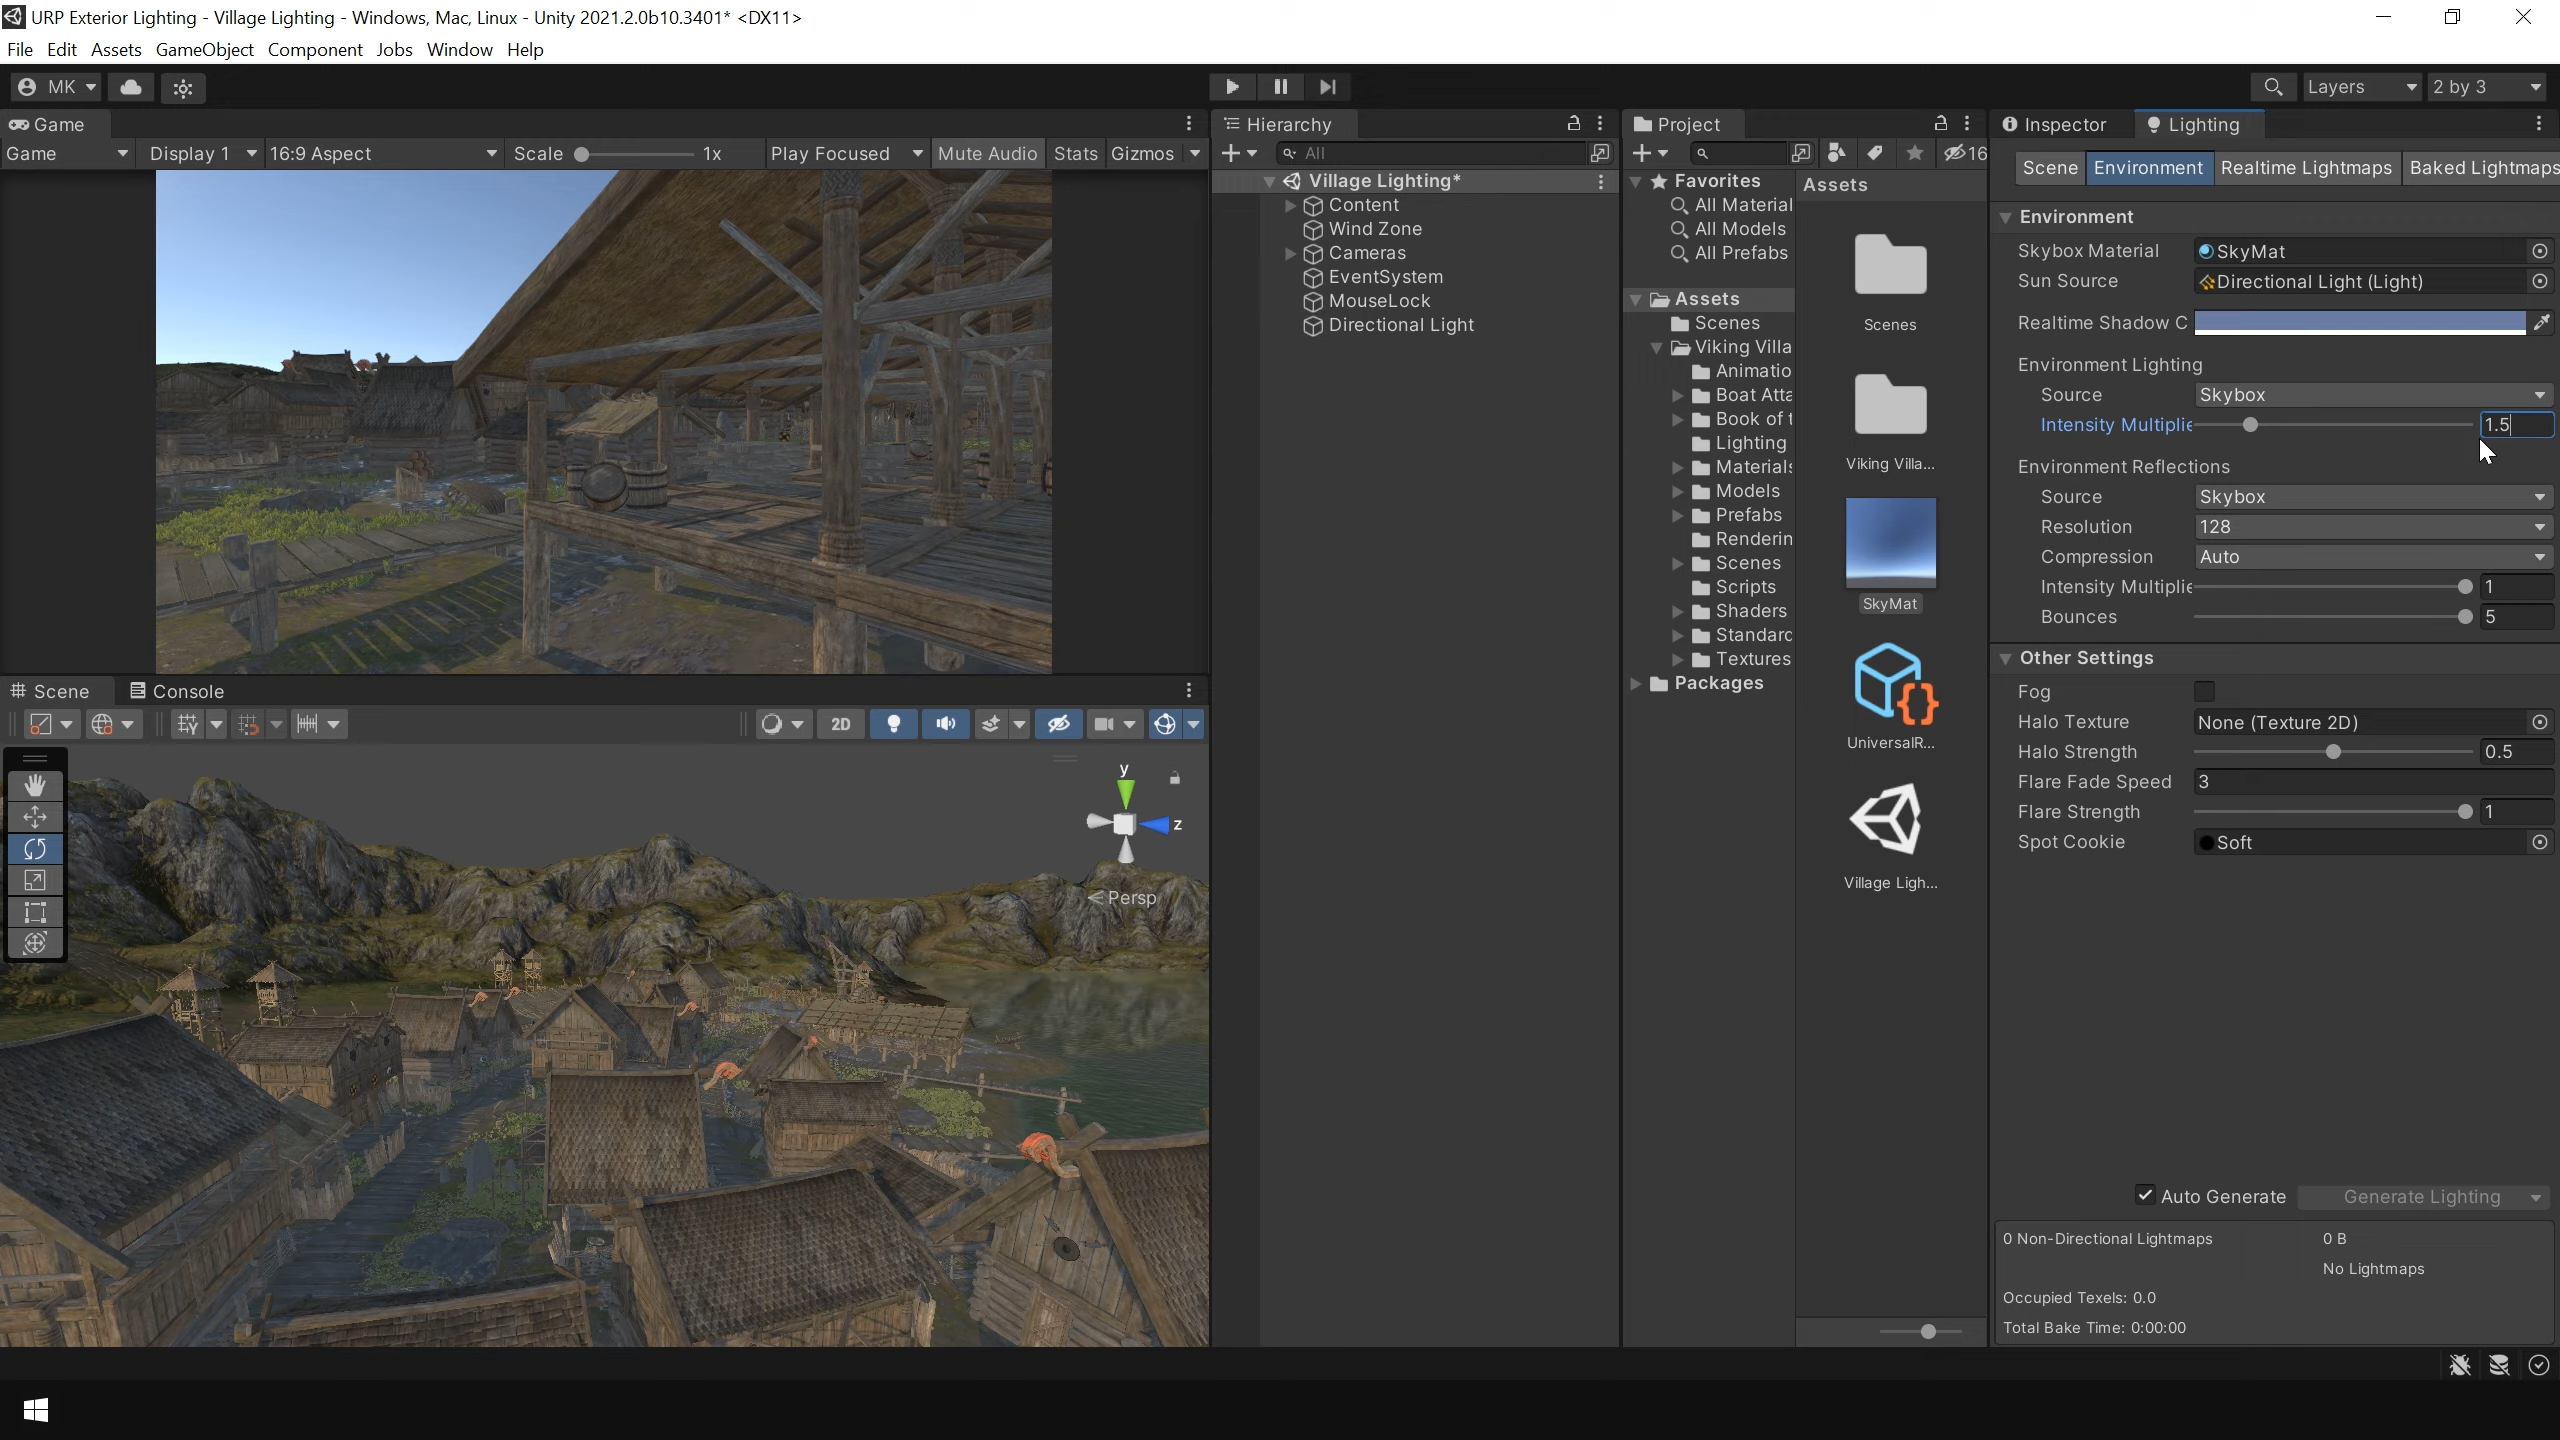 URP Exterior Lighting - Village Lighting - Windows, Mac, Linux - Unity 2021.2.0b10.3401* <DX11>
File Edit Assets GameObject Component Jobs Window Help
MK
Layers
2 by 3
Game
Game
Display 1
16:9 Aspect
Scale
1x
Play Focused
Mute Audio
Stats
Gizmos
Scene
Console
2D
y
z
Persp
Hierarchy
All
Village Lighting*
Content
Wind Zone
Cameras
EventSystem
MouseLock
Directional Light
Project
16
Favorites
All Material
All Models
All Prefabs
Assets
Scenes
Viking Villa
Animatio
Boat Atta
Book of t
Lighting
Materials
Models
Prefabs
Renderin
Scenes
Scripts
Shaders
Standard
Textures
Packages
Assets
Scenes
Viking Villa...
SkyMat
UniversalR...
Village Ligh...
Inspector
Lighting
Scene
Environment
Realtime Lightmaps
Baked Lightmaps
Environment
Skybox Material
SkyMat
Sun Source
Directional Light (Light)
Realtime Shadow C
Environment Lighting
Source
Skybox
Intensity Multiplie
1.5
Environment Reflections
Source
Skybox
Resolution
128
Compression
Auto
Intensity Multiplie
1
Bounces
5
Other Settings
Fog
Halo Texture
None (Texture 2D)
Halo Strength
0.5
Flare Fade Speed
3
Flare Strength
1
Spot Cookie
Soft
Auto Generate
Generate Lighting
0 Non-Directional Lightmaps
0 B
No Lightmaps
Occupied Texels: 0.0
Total Bake Time: 0:00:00